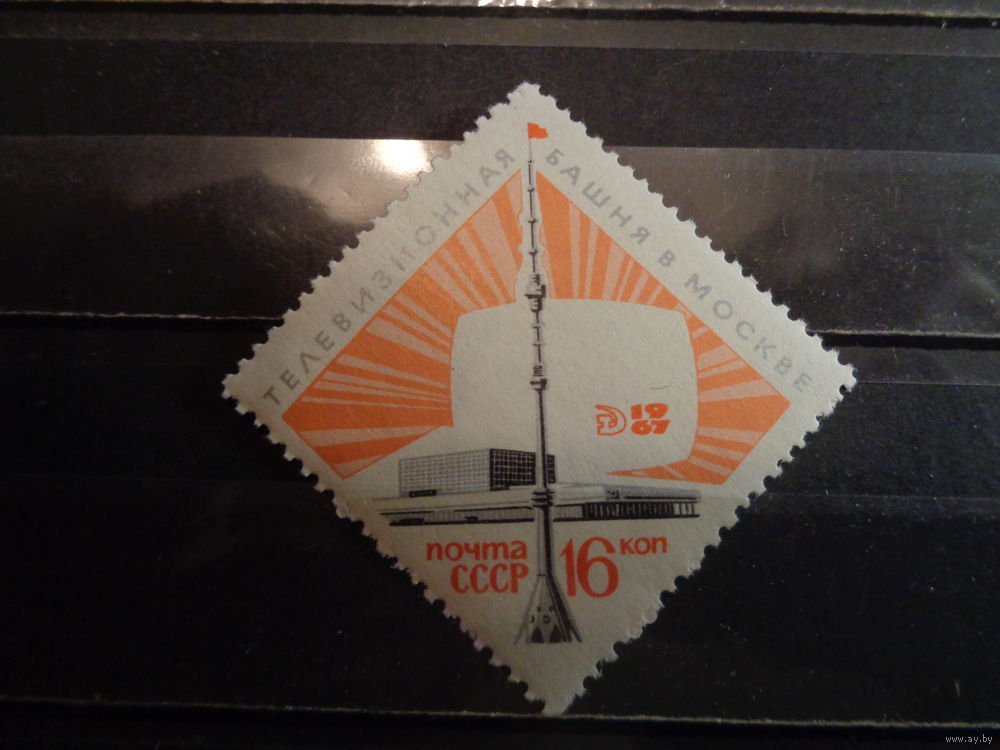 ТЕЛЕВИЗИОННАЯ
БАШНЯ В МОСКВЕ
19
67
почта
СССР
16 коп
www.ay.by